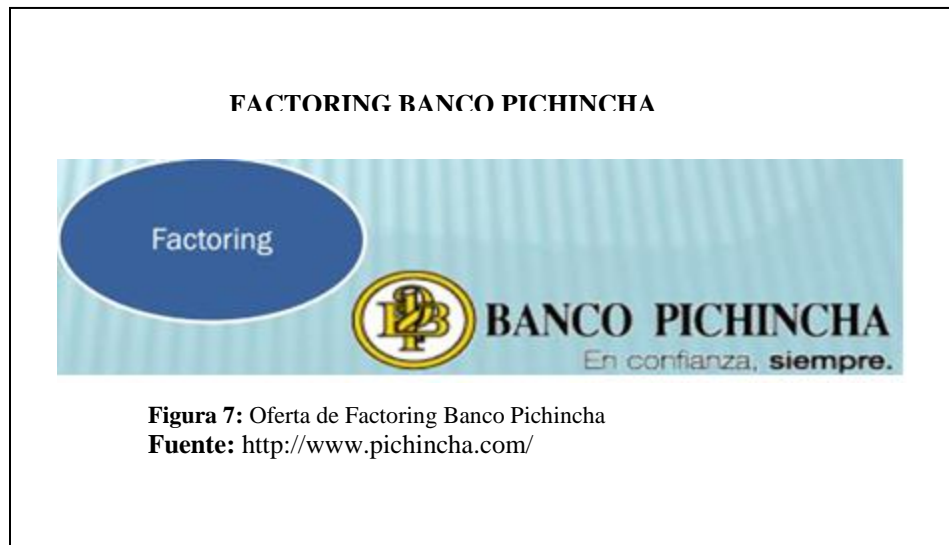 FACTORING BANCO PICHINCHA
Factoring
BANCO PICHINCHA
En confianza, siempre.
Figura 7: Oferta de Factoring Banco Pichincha
Fuente: http://www.pichincha.com/